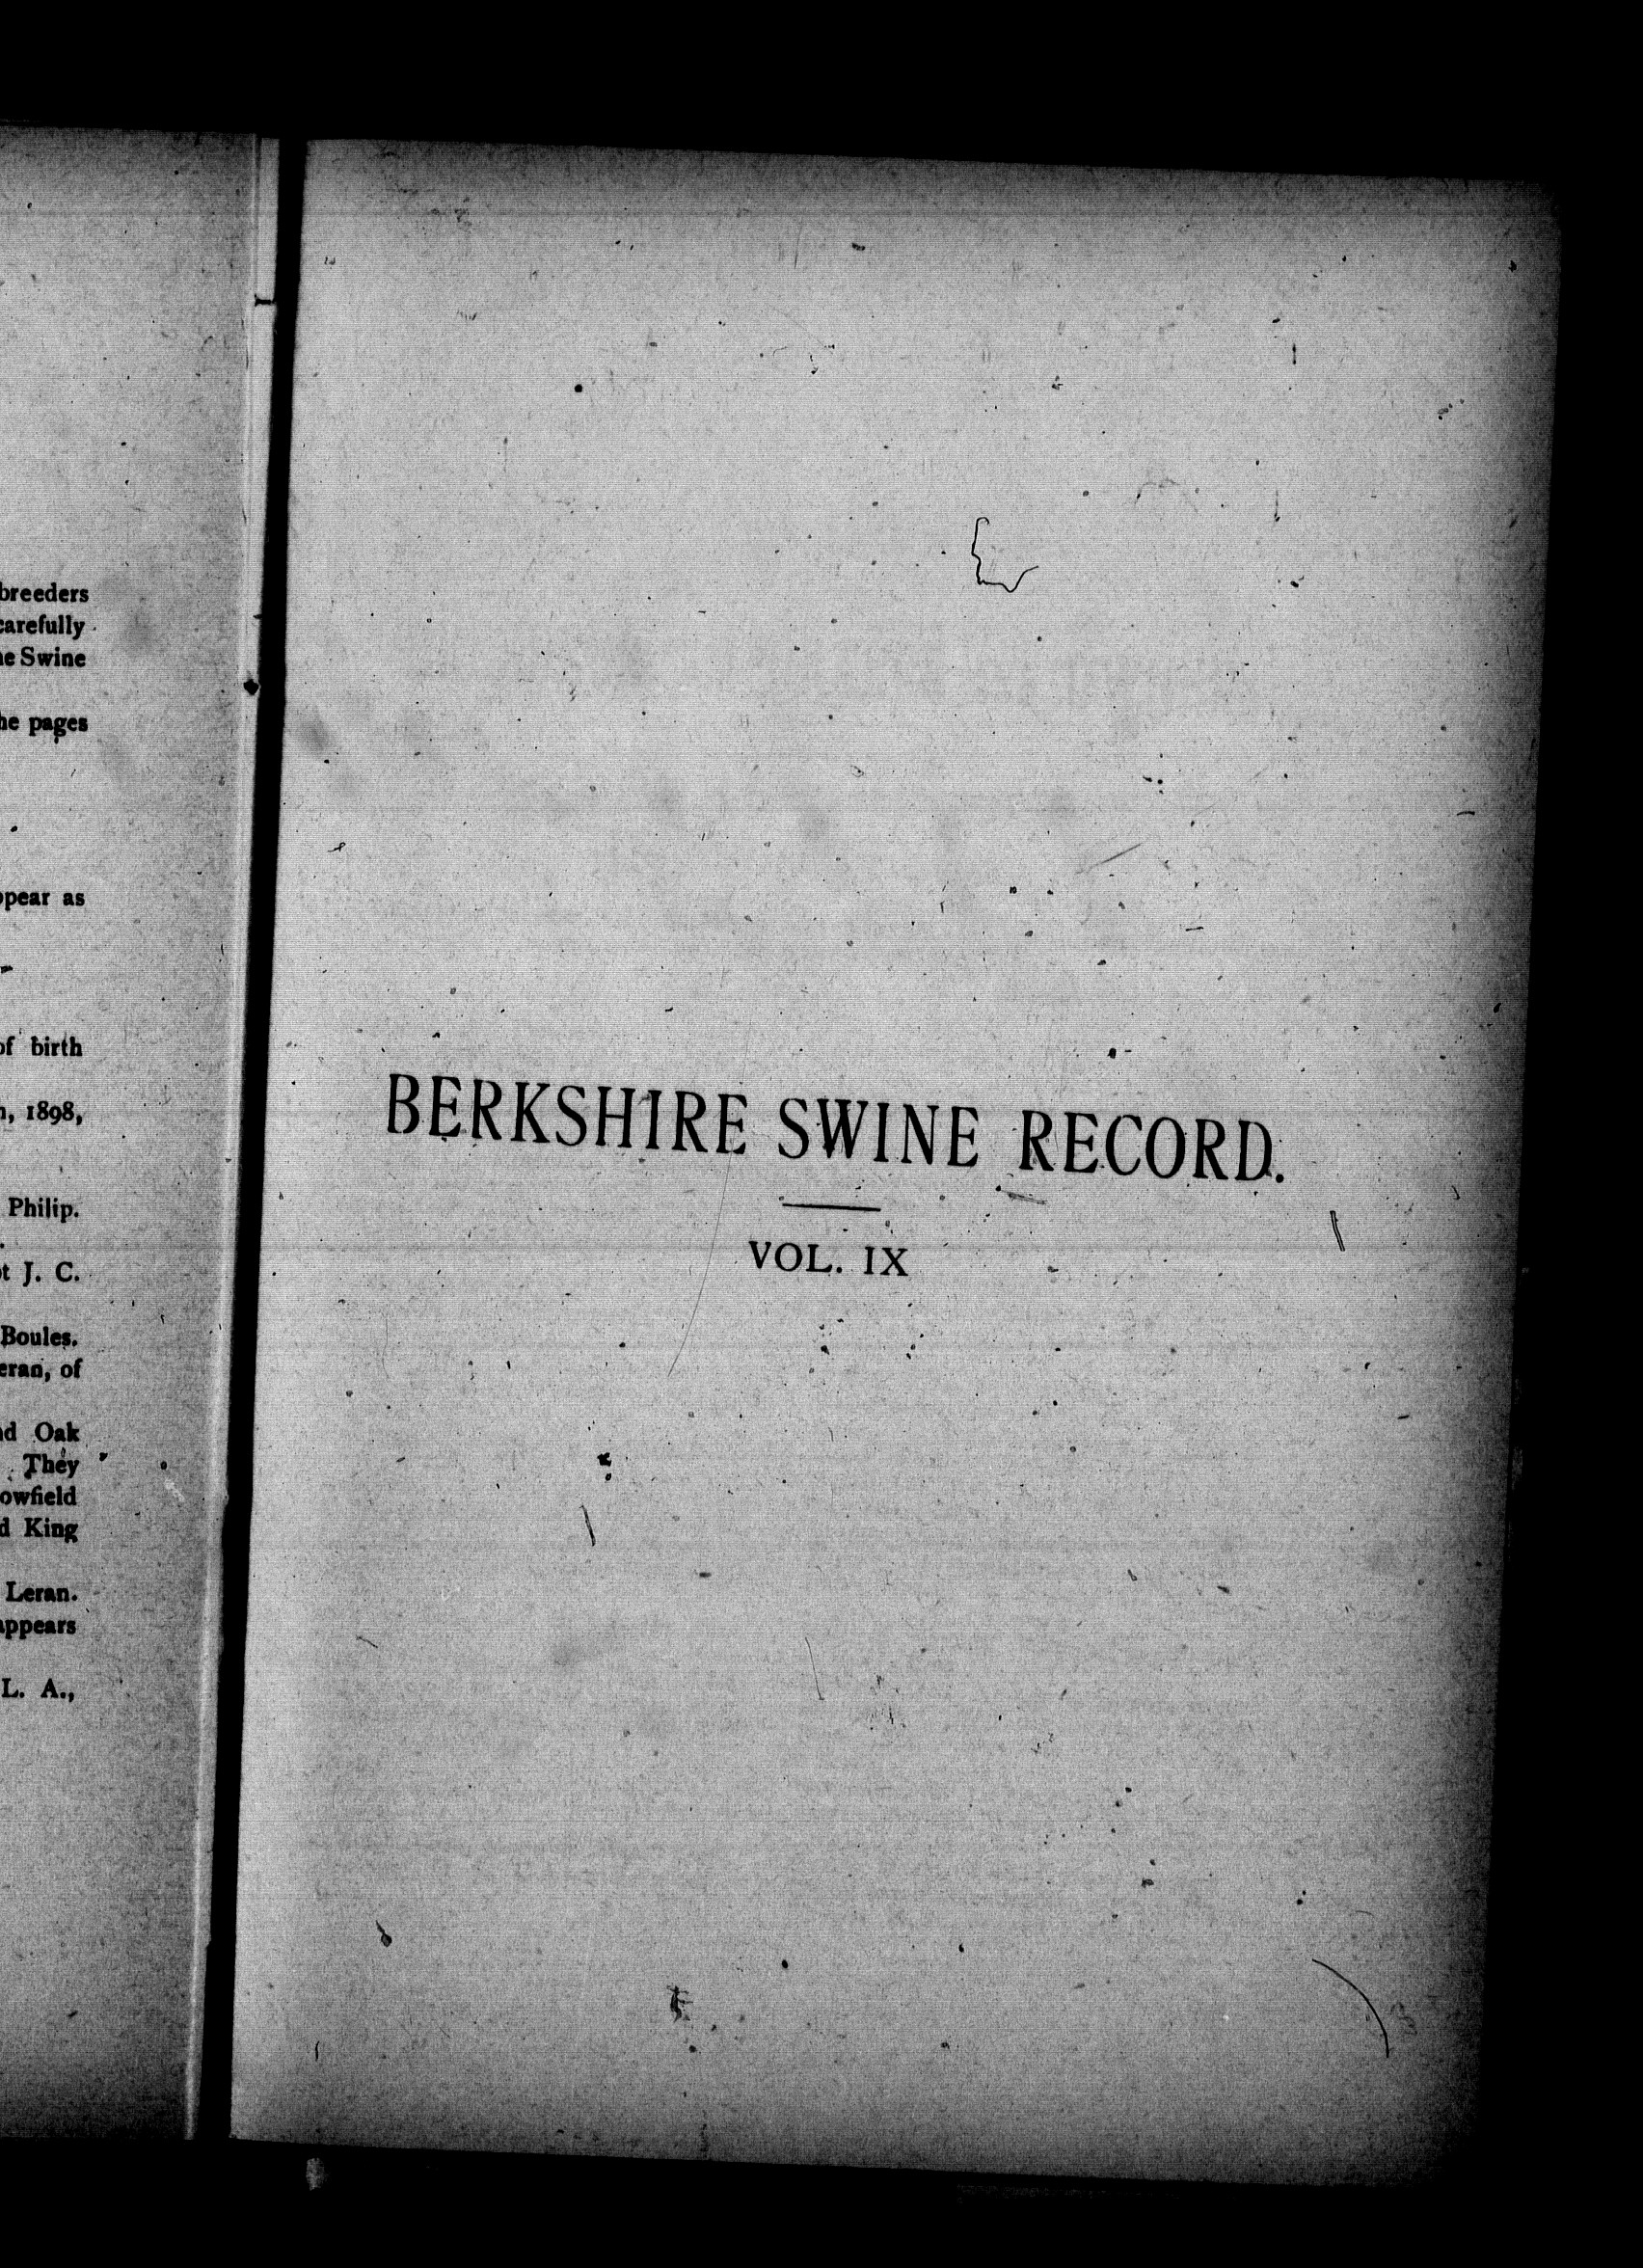 breeders
carefully
he Swine
he pages
ppear as
of birth
1898,
Philip.
t J. C.
Boules.
eran, of
nd Oak
They
owfield
d King
Leran.
appears
L. A.,
BERKSHIRE SWINE RECORD.
VOL. IX